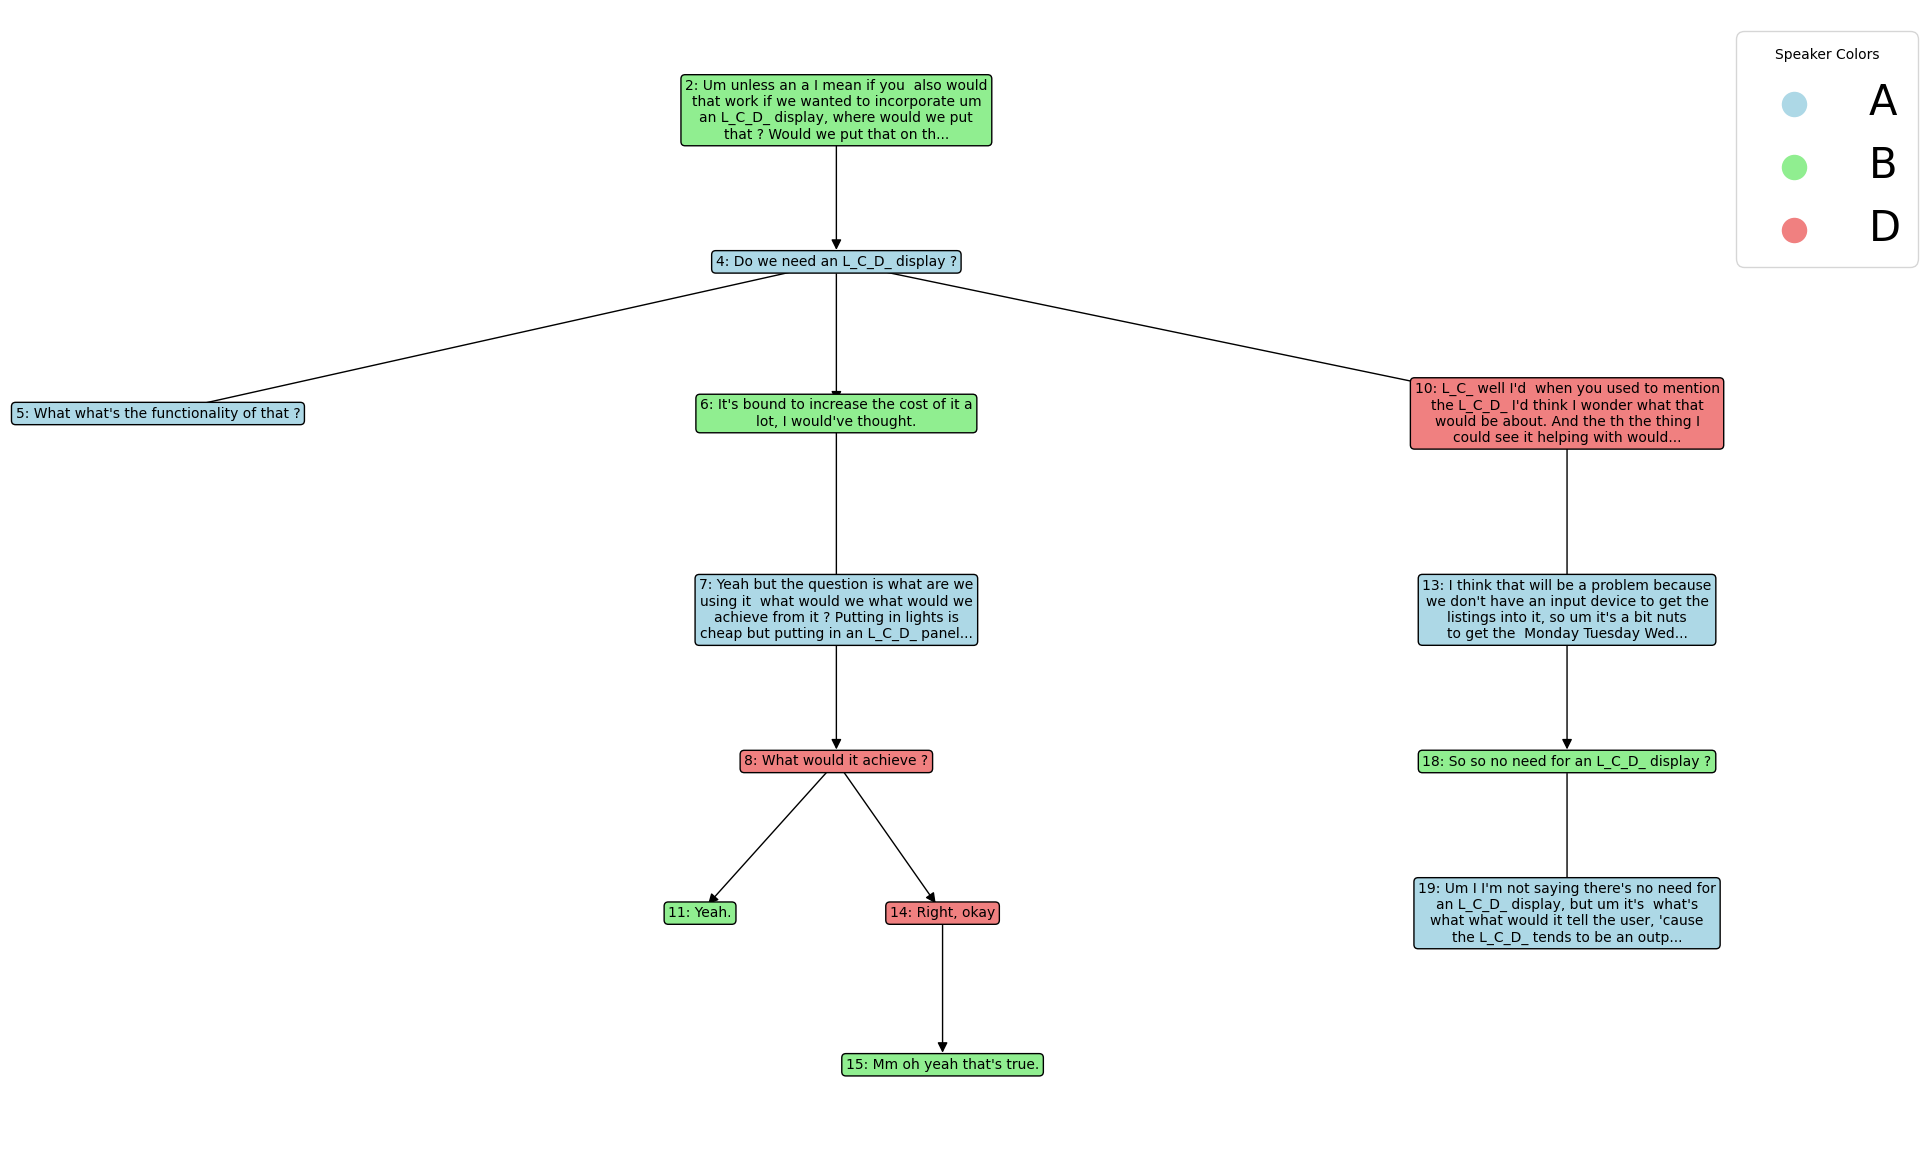 Speaker Colors
A
B
D
2: Um unless an a I mean if you  also would
that work if we wanted to incorporate um
an L_C_D_ display, where would we put
that ? Would we put that on th...
4: Do we need an L_C_D_ display ?
5: What what's the functionality of that ?
6: It's bound to increase the cost of it a
lot, I would've thought.
10: L_C_ well I'd  when you used to mention
the L_C_D_ I'd think I wonder what that
would be about. And the th the thing I
could see it helping with would...
7: Yeah but the question is what are we
using it  what would we what would we
achieve from it ? Putting in lights is
cheap but putting in an L_C_D_ panel...
13: I think that will be a problem because
we don't have an input device to get the
listings into it, so um it's a bit nuts
to get the  Monday Tuesday Wed...
8: What would it achieve ?
18: So so no need for an L_C_D_ display ?
11: Yeah.
14: Right, okay
19: Um I I'm not saying there's no need for
an L_C_D_ display, but um it's  what's
what what would it tell the user, 'cause
the L_C_D_ tends to be an outp...
15: Mm oh yeah that's true.